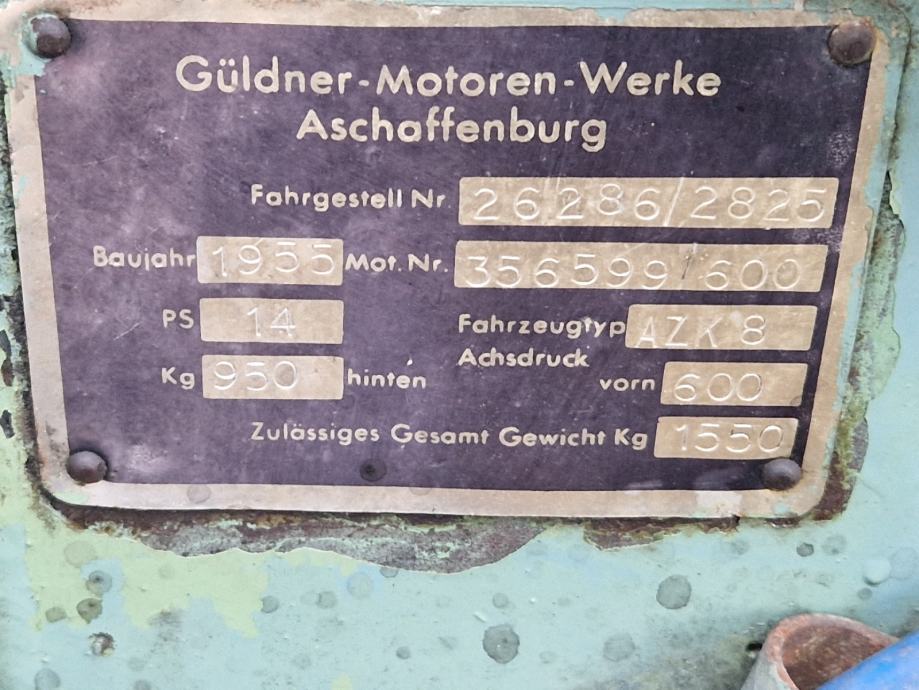 Güldner-Motoren-Werke
Aschaffenburg
Fahrgestell Nr 26286/2825
Baujahr 1955 Mot. Nr. 356599/600
PS 14 Fahrzeugtyp AZK 8
Achsdruck
Kg 950 hinten vorn 600
Zulässiges Gesamt Gewicht Kg 1550